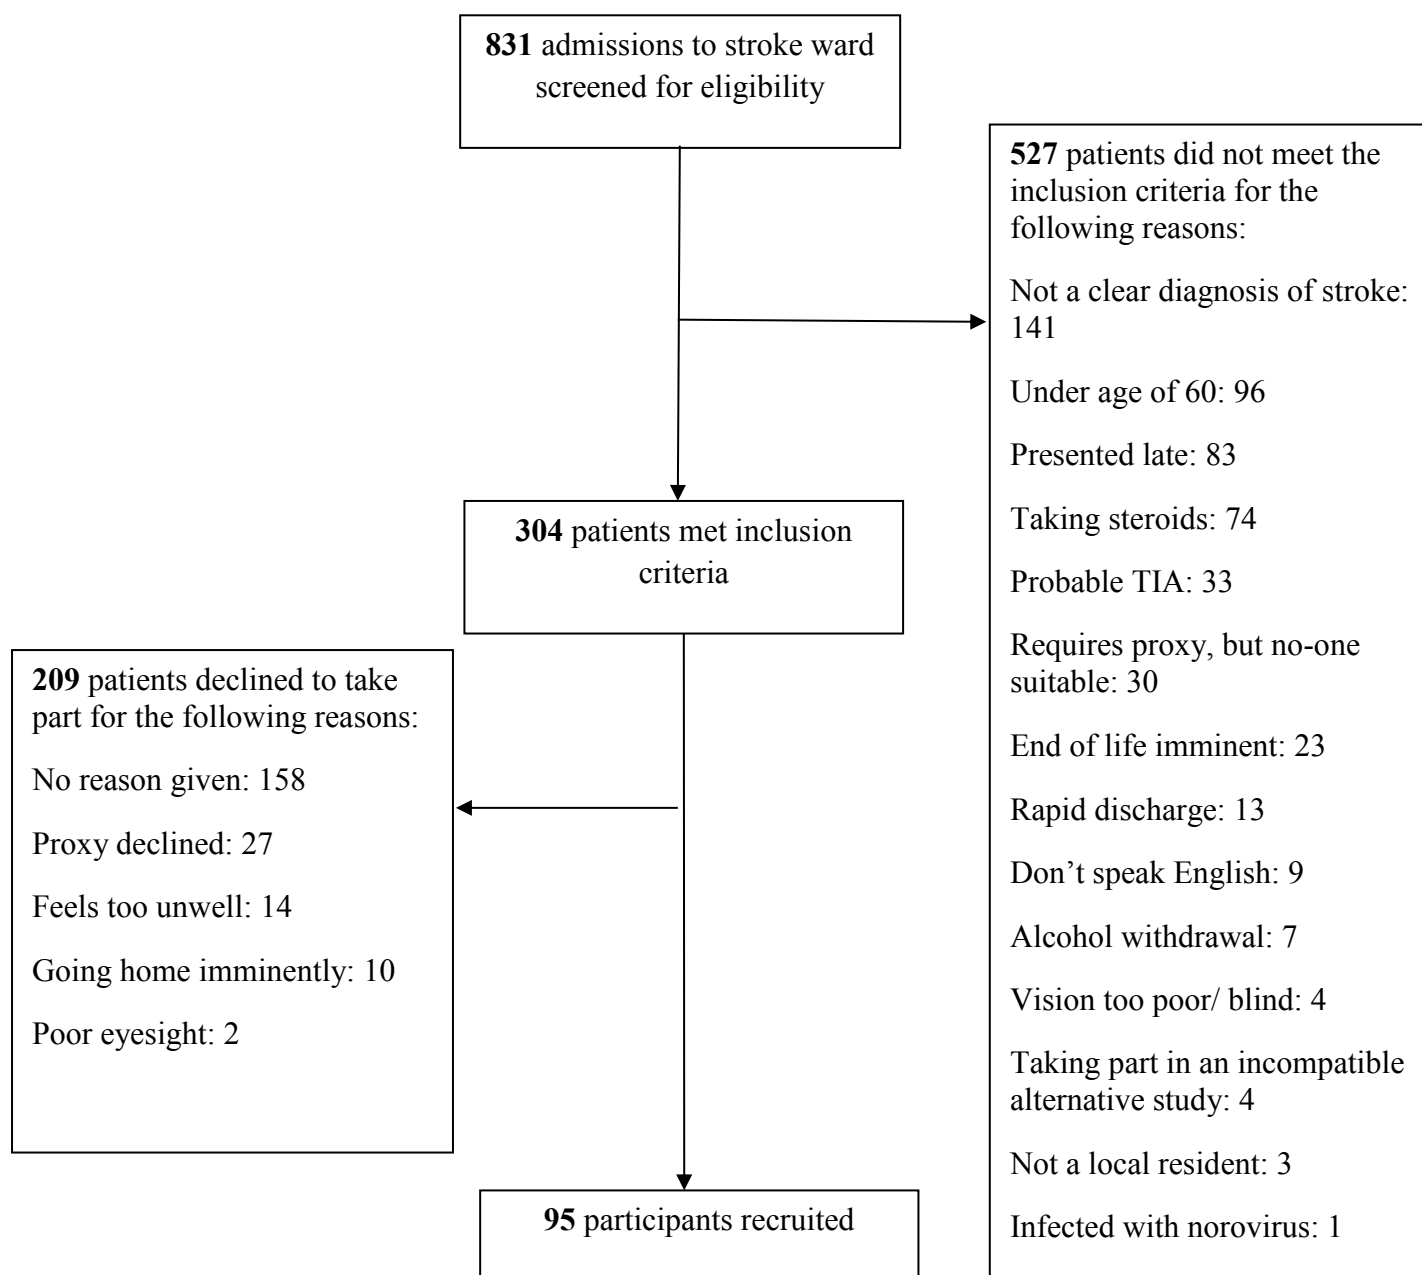 831 admissions to stroke ward
screened for eligibility
527 patients did not meet the
inclusion criteria for the
following reasons:
Not a clear diagnosis of stroke:
141
Under age of 60: 96
Presented late: 83
Taking steroids: 74
Probable TIA: 33
Requires proxy, but no-one
suitable: 30
End of life imminent: 23
Rapid discharge: 13
Don’t speak English: 9
Alcohol withdrawal: 7
Vision too poor/ blind: 4
Taking part in an incompatible
alternative study: 4
Not a local resident: 3
Infected with norovirus: 1
304 patients met inclusion
criteria
209 patients declined to take
part for the following reasons:
No reason given: 158
Proxy declined: 27
Feels too unwell: 14
Going home imminently: 10
Poor eyesight: 2
95 participants recruited